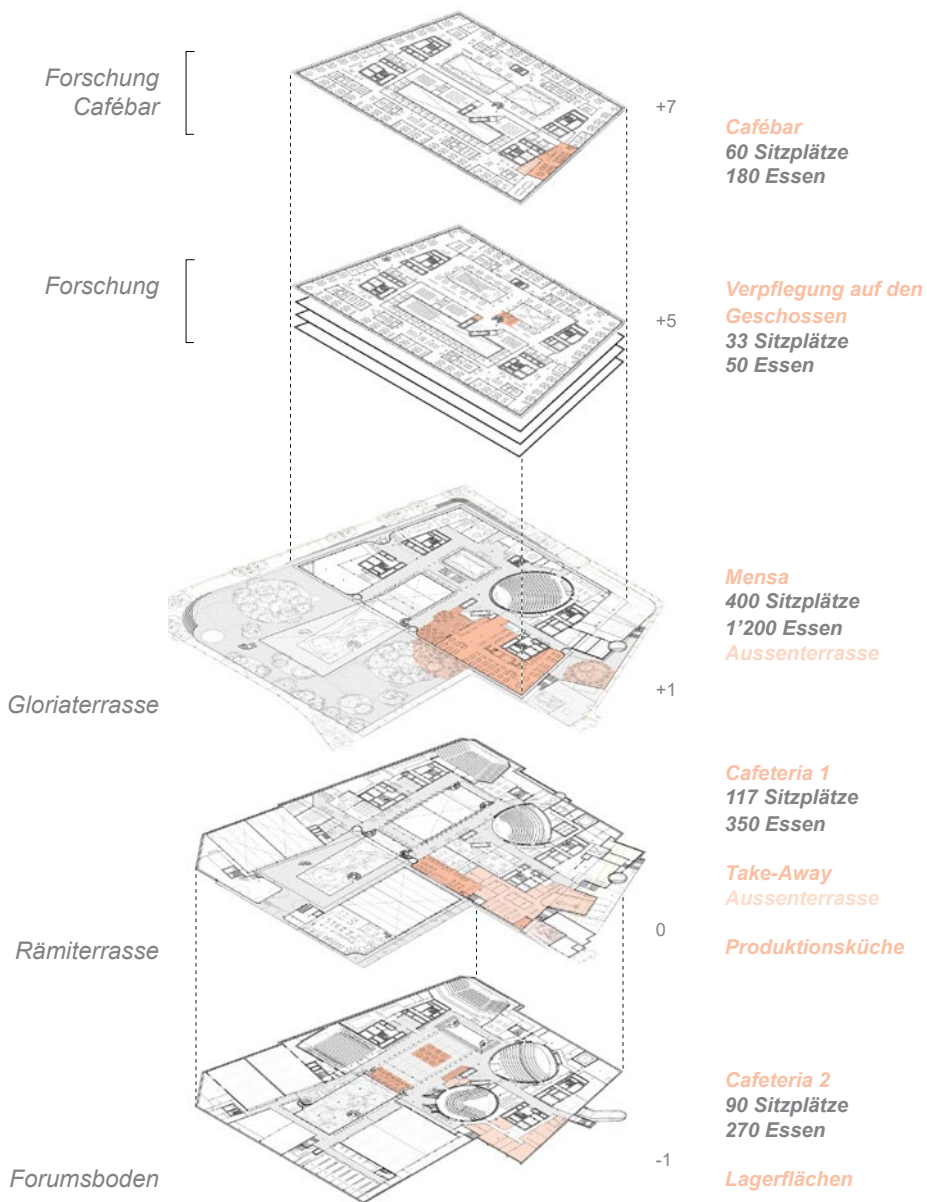 Forschung
Cafébar
+7
Cafébar
60 Sitzplätze
180 Essen
Forschung
+5
Verpflegung auf den
Geschossen
33 Sitzplätze
50 Essen
Gloriaterrasse
+1
Mensa
400 Sitzplätze
1’200 Essen
Aussenterrasse
Rämiterrasse
0
Cafeteria 1
117 Sitzplätze
350 Essen
Take-Away
Aussenterrasse
Produktionsküche
Forumsboden
-1
Cafeteria 2
90 Sitzplätze
270 Essen
Lagerflächen